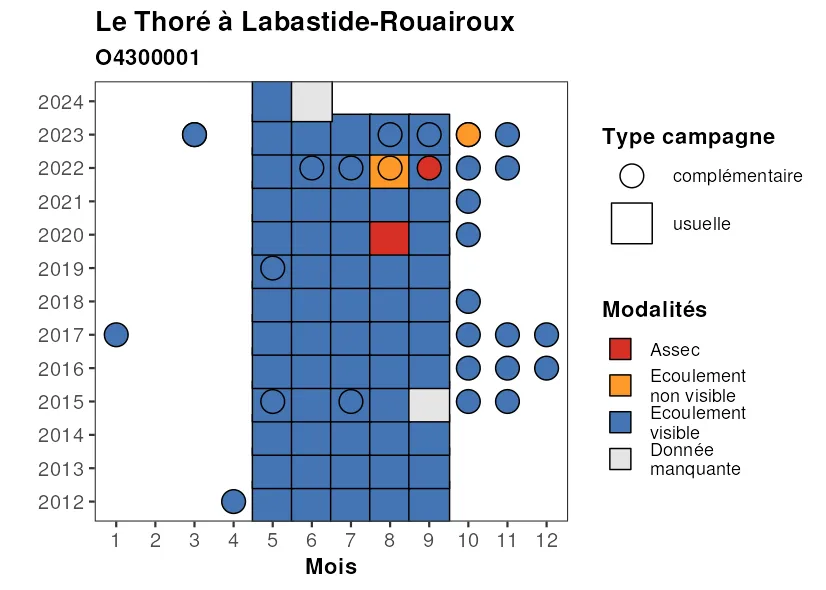 Le Thoré à Labastide-Rouairoux
O4300001
2024
2023
2022
2021
2020
2019
2018
2017
2016
2015
2014
2013
2012
1 2 3 4 5 6 7 8 9 10 11 12
Mois
Type campagne
complémentaire
usuelle
Modalités
Assec
Ecoulement
non visible
Ecoulement
visible
Donnée
manquante